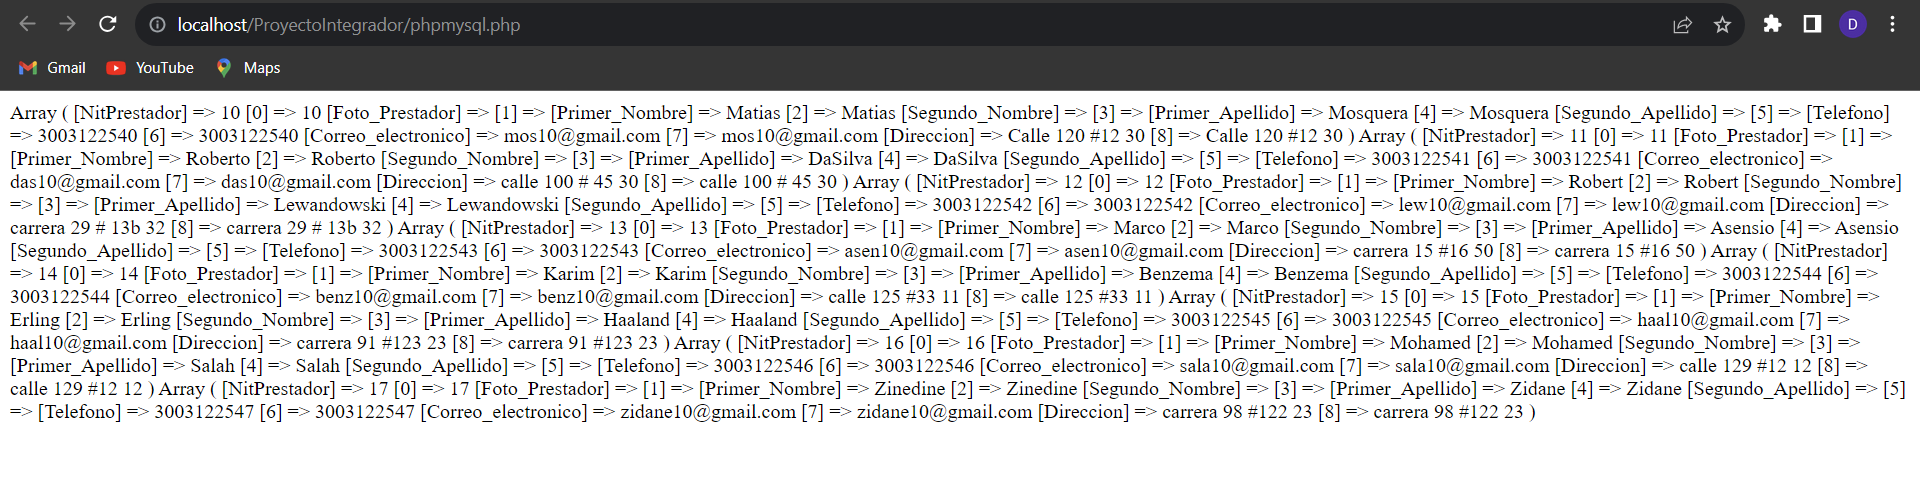 localhost/ProyectoIntegrador/phpmysql.php
D
Gmail YouTube Maps
Array ( [NitPrestador] => 10 [0] => 10 [Foto_Prestador] => [1] => [Primer_Nombre] => Matias [2] => Matias [Segundo_Nombre] => [3] => [Primer_Apellido] => Mosquera [4] => Mosquera [Segundo_Apellido] => [5] => [Telefono]
=> 3003122540 [6] => 3003122540 [Correo_electronico] => mos10@gmail.com [7] => mos10@gmail.com [Direccion] => Calle 120 #12 30 [8] => Calle 120 #12 30 ) Array ( [NitPrestador] => 11 [0] => 11 [Foto_Prestador] => [1] =>
[Primer_Nombre] => Roberto [2] => Roberto [Segundo_Nombre] => [3] => [Primer_Apellido] => DaSilva [4] => DaSilva [Segundo_Apellido] => [5] => [Telefono] => 3003122541 [6] => 3003122541 [Correo_electronico] =>
das10@gmail.com [7] => das10@gmail.com [Direccion] => calle 100 # 45 30 [8] => calle 100 # 45 30 ) Array ( [NitPrestador] => 12 [0] => 12 [Foto_Prestador] => [1] => [Primer_Nombre] => Robert [2] => Robert [Segundo_Nombre]
=> [3] => [Primer_Apellido] => Lewandowski [4] => Lewandowski [Segundo_Apellido] => [5] => [Telefono] => 3003122542 [6] => 3003122542 [Correo_electronico] => lew10@gmail.com [7] => lew10@gmail.com [Direccion] =>
carrera 29 # 13b 32 [8] => carrera 29 # 13b 32 ) Array ( [NitPrestador] => 13 [0] => 13 [Foto_Prestador] => [1] => [Primer_Nombre] => Marco [2] => Marco [Segundo_Nombre] => [3] => [Primer_Apellido] => Asensio [4] => Asensio
[Segundo_Apellido] => [5] => [Telefono] => 3003122543 [6] => 3003122543 [Correo_electronico] => asen10@gmail.com [7] => asen10@gmail.com [Direccion] => carrera 15 #16 50 [8] => carrera 15 #16 50 ) Array ( [NitPrestador]
=> 14 [0] => 14 [Foto_Prestador] => [1] => [Primer_Nombre] => Karim [2] => Karim [Segundo_Nombre] => [3] => [Primer_Apellido] => Benzema [4] => Benzema [Segundo_Apellido] => [5] => [Telefono] => 3003122544 [6] =>
3003122544 [Correo_electronico] => benz10@gmail.com [7] => benz10@gmail.com [Direccion] => calle 125 #33 11 [8] => calle 125 #33 11 ) Array ( [NitPrestador] => 15 [0] => 15 [Foto_Prestador] => [1] => [Primer_Nombre] =>
Erling [2] => Erling [Segundo_Nombre] => [3] => [Primer_Apellido] => Haaland [4] => Haaland [Segundo_Apellido] => [5] => [Telefono] => 3003122545 [6] => 3003122545 [Correo_electronico] => haal10@gmail.com [7] =>
haal10@gmail.com [Direccion] => carrera 91 #123 23 [8] => carrera 91 #123 23 ) Array ( [NitPrestador] => 16 [0] => 16 [Foto_Prestador] => [1] => [Primer_Nombre] => Mohamed [2] => Mohamed [Segundo_Nombre] => [3] =>
[Primer_Apellido] => Salah [4] => Salah [Segundo_Apellido] => [5] => [Telefono] => 3003122546 [6] => 3003122546 [Correo_electronico] => sala10@gmail.com [7] => sala10@gmail.com [Direccion] => calle 129 #12 12 [8] =>
calle 129 #12 12 ) Array ( [NitPrestador] => 17 [0] => 17 [Foto_Prestador] => [1] => [Primer_Nombre] => Zinedine [2] => Zinedine [Segundo_Nombre] => [3] => [Primer_Apellido] => Zidane [4] => Zidane [Segundo_Apellido] => [5]
=> [Telefono] => 3003122547 [6] => 3003122547 [Correo_electronico] => zidane10@gmail.com [7] => zidane10@gmail.com [Direccion] => carrera 98 #122 23 [8] => carrera 98 #122 23 )